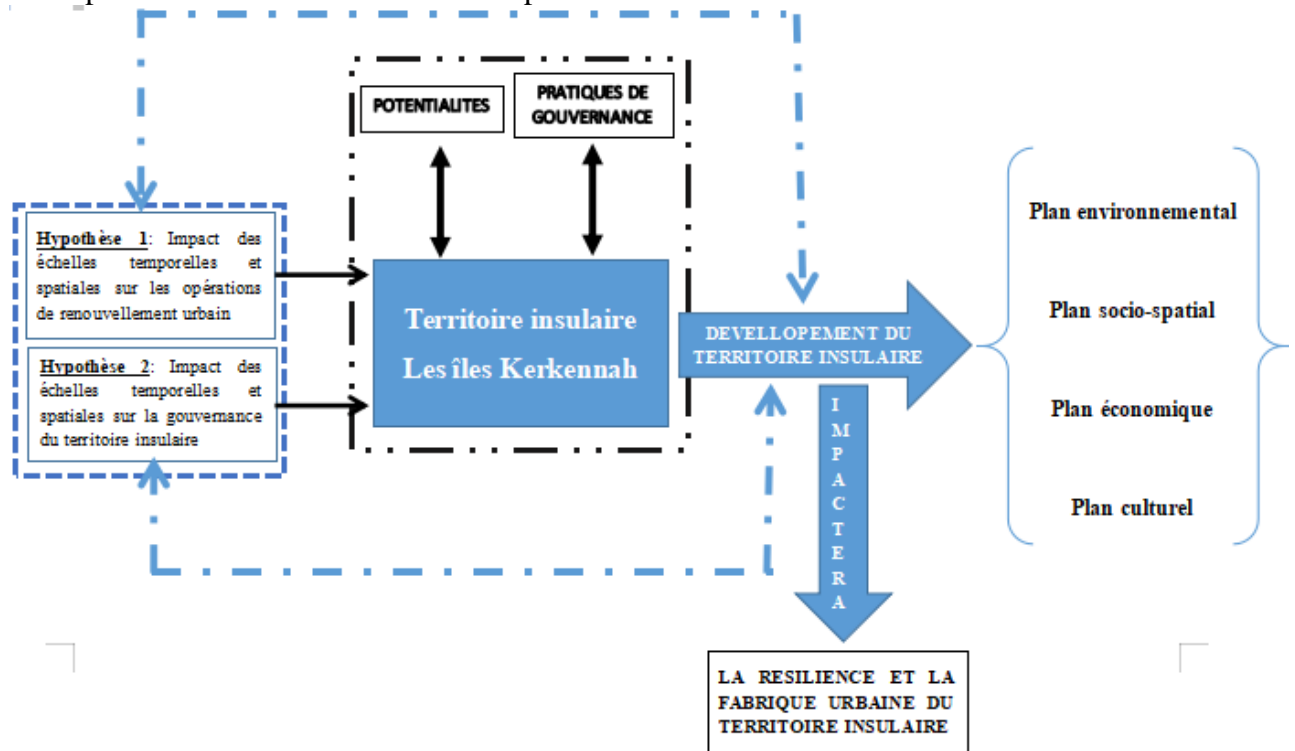 POTENTIALITES
PRATIQUES DE
GOUVERNANCE
Hypothèse 1: Impact des
échelles temporelles et
spatiales sur les opérations
de renouvellement urbain
Hypothèse 2: Impact des
échelles temporelles et
spatiales sur la gouvernance
du territoire insulaire
Territoire insulaire
Les îles Kerkennah
DEVELLOPEMENT DU
TERRITOIRE INSULAIRE
I
M
P
A
C
T
E
R
A
LA RESILIENCE ET LA
FABRIQUE URBAINE DU
TERRITOIRE INSULAIRE
Plan environnemental
Plan socio-spatial
Plan économique
Plan culturel